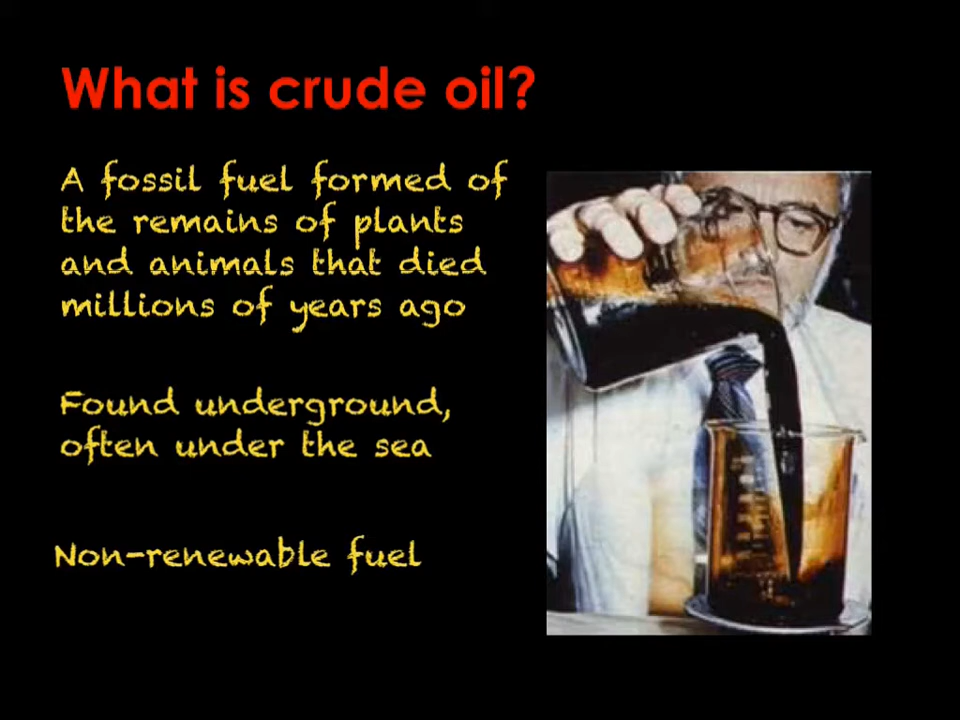 What is crude oil?
A fossil fuel formed of
the remains of plants
and animals that died
millions of years ago
Found underground,
often under the sea
Non-renewable fuel